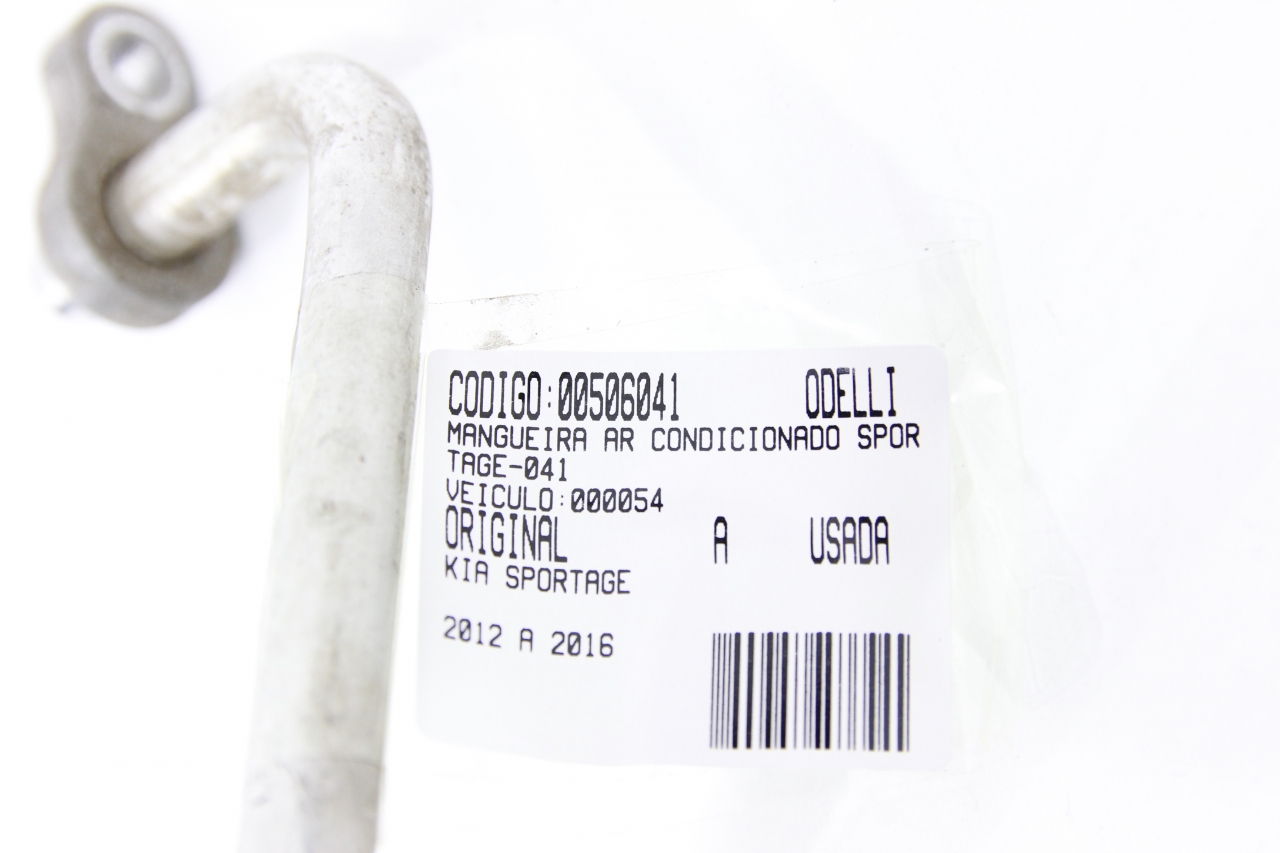 CODIGO:00506041 ODELLI
MANGUEIRA AR CONDICIONADO SPOR
TAGE-041
VEICULO:000054
ORIGINAL A USADA
KIA SPORTAGE
2012 A 2016